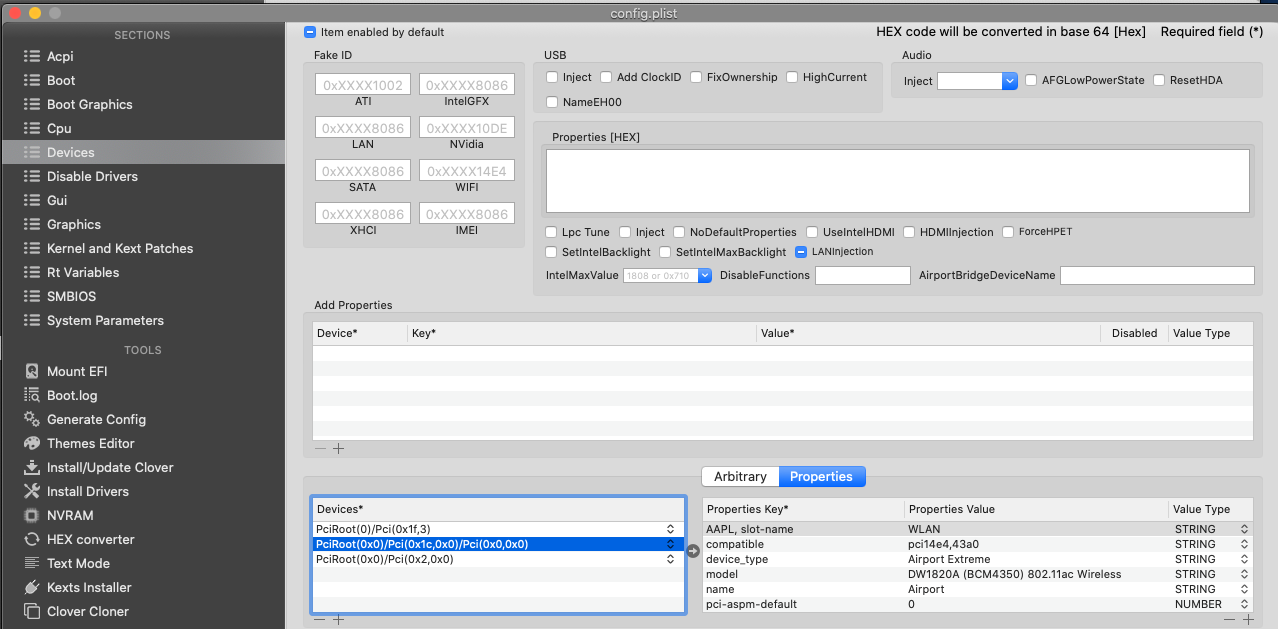 config.plist
SECTIONS
Acpi
Boot
Boot Graphics
Cpu
Devices
Disable Drivers
Gui
Graphics
Kernel and Kext Patches
Rt Variables
SMBIOS
System Parameters
TOOLS
Mount EFI
Boot.log
Generate Config
Themes Editor
Install/Update Clover
Install Drivers
NVRAM
HEX converter
Text Mode
Kexts Installer
Clover Cloner
Item enabled by default
HEX code will be converted in base 64 [Hex] Required field (*)
Fake ID
0xXXXX1002 0xXXXX8086
ATI IntelGFX
0xXXXX8086 0xXXXX10DE
LAN NVidia
0xXXXX8086 0xXXXX14E4
SATA WIFI
0xXXXX8086 0xXXXX8086
XHCI IMEI
USB
Inject Add ClockID FixOwnership HighCurrent
NameEH00
Audio
Inject AFGLowPowerState ResetHDA
Properties [HEX]
Lpc Tune Inject NoDefaultProperties UseIntelHDMI HDMIInjection ForceHPET
SetIntelBacklight SetIntelMaxBacklight LANInjection
IntelMaxValue 1808 or 0x710 DisableFunctions AirportBridgeDeviceName
Add Properties
Device* Key* Value* Disabled Value Type
Arbitrary Properties
Devices*
PciRoot(0)/Pci(0x1f,3)
PciRoot(0x0)/Pci(0x1c,0x0)/Pci(0x0,0x0)
PciRoot(0x0)/Pci(0x2,0x0)
Properties Key* Properties Value Value Type
AAPL, slot-name WLAN STRING
compatible pci14e4,43a0 STRING
device_type Airport Extreme STRING
model DW1820A (BCM4350) 802.11ac Wireless STRING
name Airport STRING
pci-aspm-default 0 NUMBER